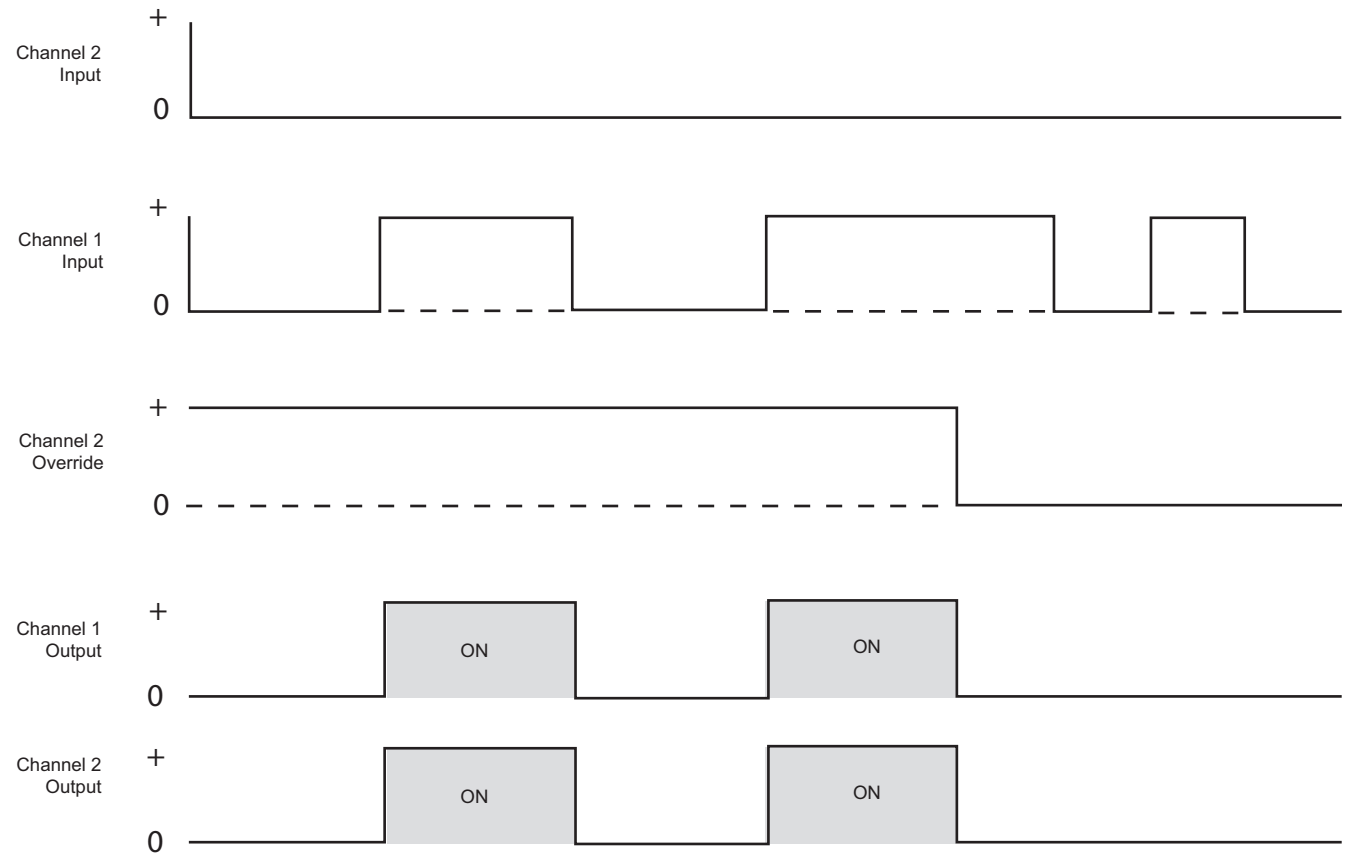 +
Channel 2
Input
0
+
Channel 1
Input
0
+
Channel 2
Override
0
+
Channel 1
Output
ON
ON
0
+
Channel 2
Output
ON
ON
0